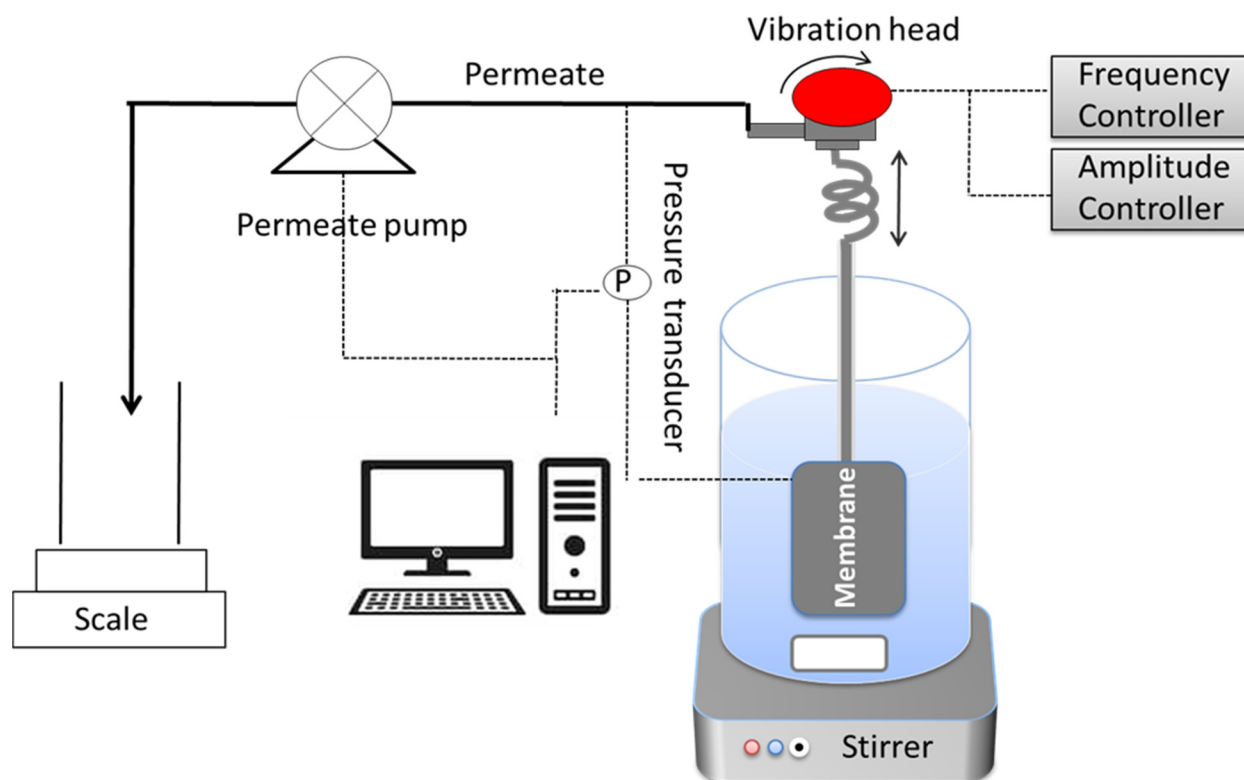 Vibration head
Permeate
Frequency
Controller
Amplitude
Controller
Permeate pump
Pressure transducer
P
Membrane
Scale
Stirrer